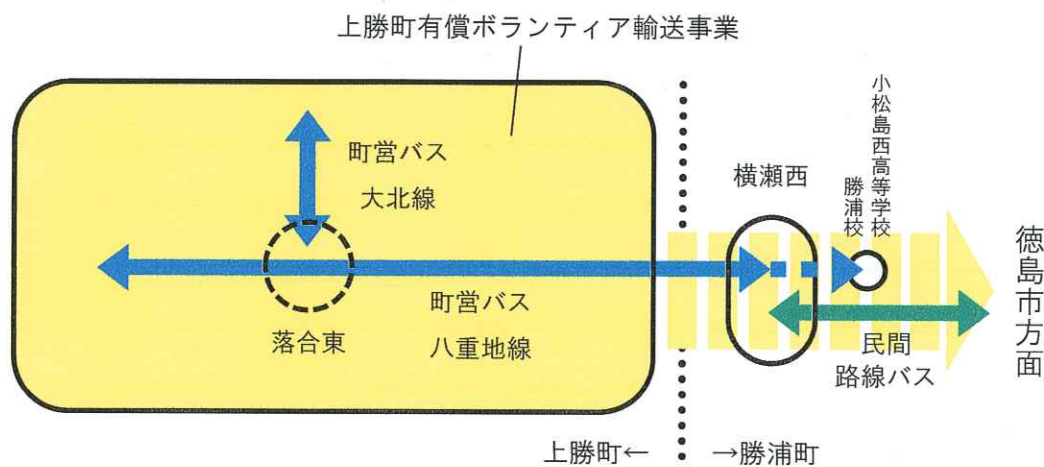 上勝町有償ボランティア輸送事業
町営バス
大北線
落合東
町営バス
八重地線
横瀬西
小松島西高等学校
勝浦校
民間
路線バス
徳島市方面
上勝町←
→勝浦町